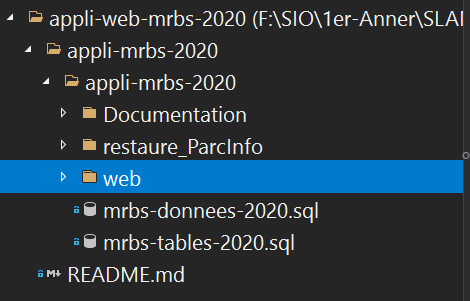 appli-web-mrbs-2020 (F:\SIO\1er-Anner\SLAI
appli-mrbs-2020
appli-mrbs-2020
Documentation
restaure_ParcInfo
web
mrbs-donnees-2020.sql
mrbs-tables-2020.sql
M↓ README.md